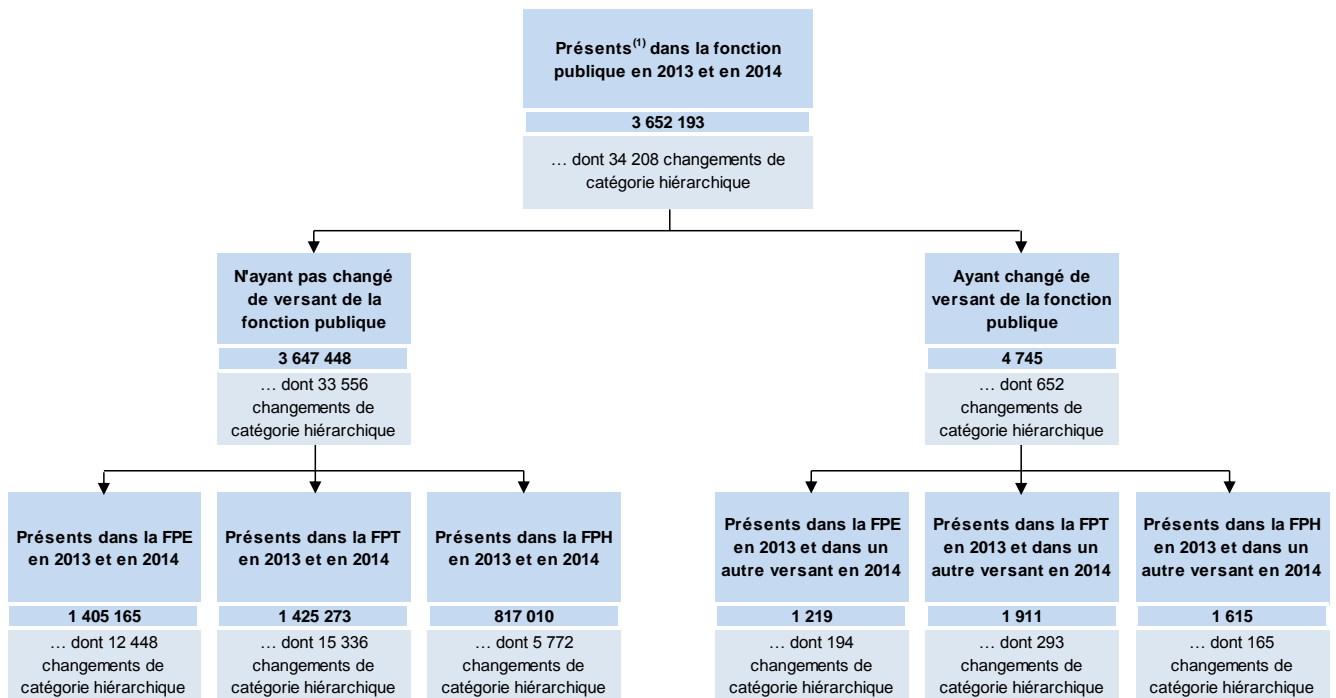 Présents(1) dans la fonction
publique en 2013 et en 2014
3 652 193
… dont 34 208 changements de
catégorie hiérarchique
N'ayant pas changé
de versant de la
fonction publique
3 647 448
… dont 33 556
changements de
catégorie hiérarchique
Ayant changé de
versant de la fonction
publique
4 745
… dont 652
changements de
catégorie hiérarchique
Présents dans la FPE
en 2013 et en 2014
1 405 165
… dont 12 448
changements de
catégorie hiérarchique
Présents dans la FPT
en 2013 et en 2014
1 425 273
… dont 15 336
changements de
catégorie hiérarchique
Présents dans la FPH
en 2013 et en 2014
817 010
… dont 5 772
changements de
catégorie hiérarchique
Présents dans la FPE
en 2013 et dans un
autre versant en 2014
1 219
… dont 194
changements de
catégorie hiérarchique
Présents dans la FPT
en 2013 et dans un
autre versant en 2014
1 911
… dont 293
changements de
catégorie hiérarchique
Présents dans la FPH
en 2013 et dans un
autre versant en 2014
1 615
… dont 165
changements de
catégorie hiérarchique